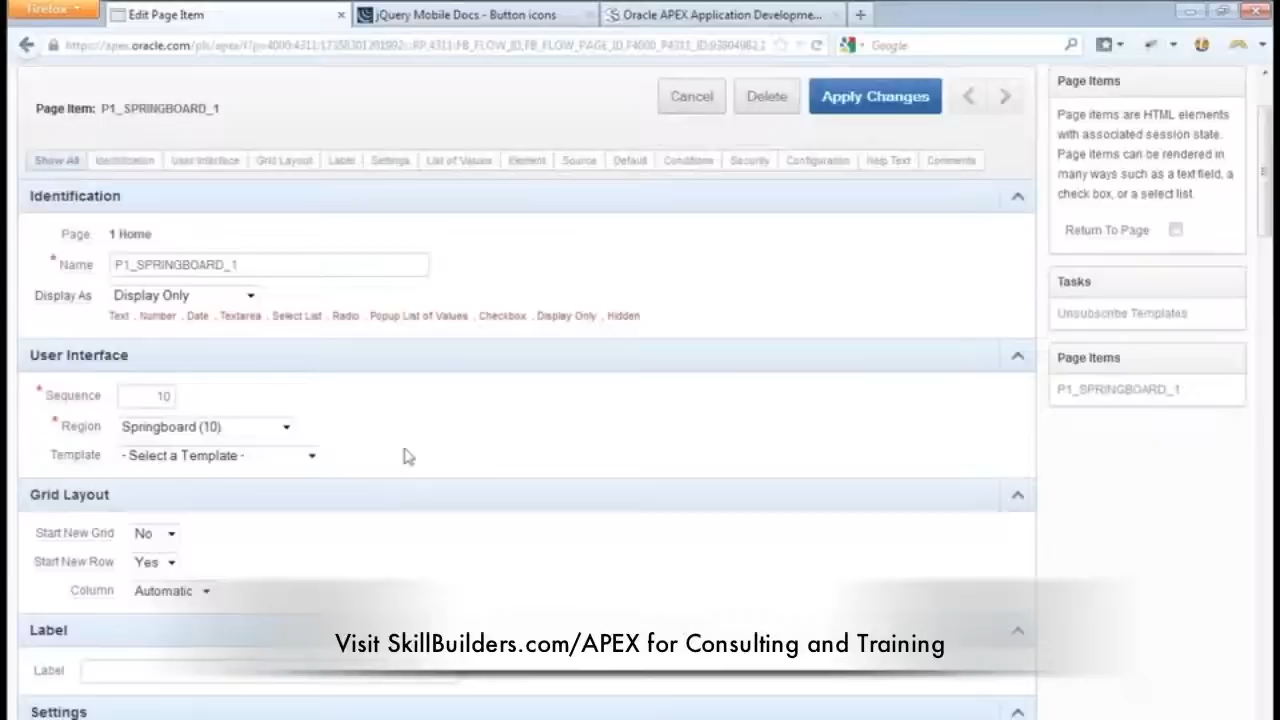 Firefox
Edit Page Item
jQuery Mobile Docs - Button icons
Oracle APEX Application Developme...
Google
Page Item: P1_SPRINGBOARD_1
Cancel
Delete
Apply Changes
Show All
Identification
User Interface
Grid Layout
Label
Settings
List of Values
Element
Source
Default
Conditions
Security
Configuration
Help Text
Comments
Identification
Page 1 Home
* Name P1_SPRINGBOARD_1
Display As Display Only
Text , Number , Date , Textarea , Select List , Radio , Popup List of Values , Checkbox , Display Only , Hidden
User Interface
* Sequence 10
* Region Springboard (10)
Template - Select a Template -
Grid Layout
Start New Grid No
Start New Row Yes
Column Automatic
Label
Label
Settings
Page Items
Page items are HTML elements
with associated session state.
Page items can be rendered in
many ways such as a text field, a
check box, or a select list.
Return To Page
Tasks
Unsubscribe Templates
Page Items
P1_SPRINGBOARD_1
Visit SkillBuilders.com/APEX for Consulting and Training